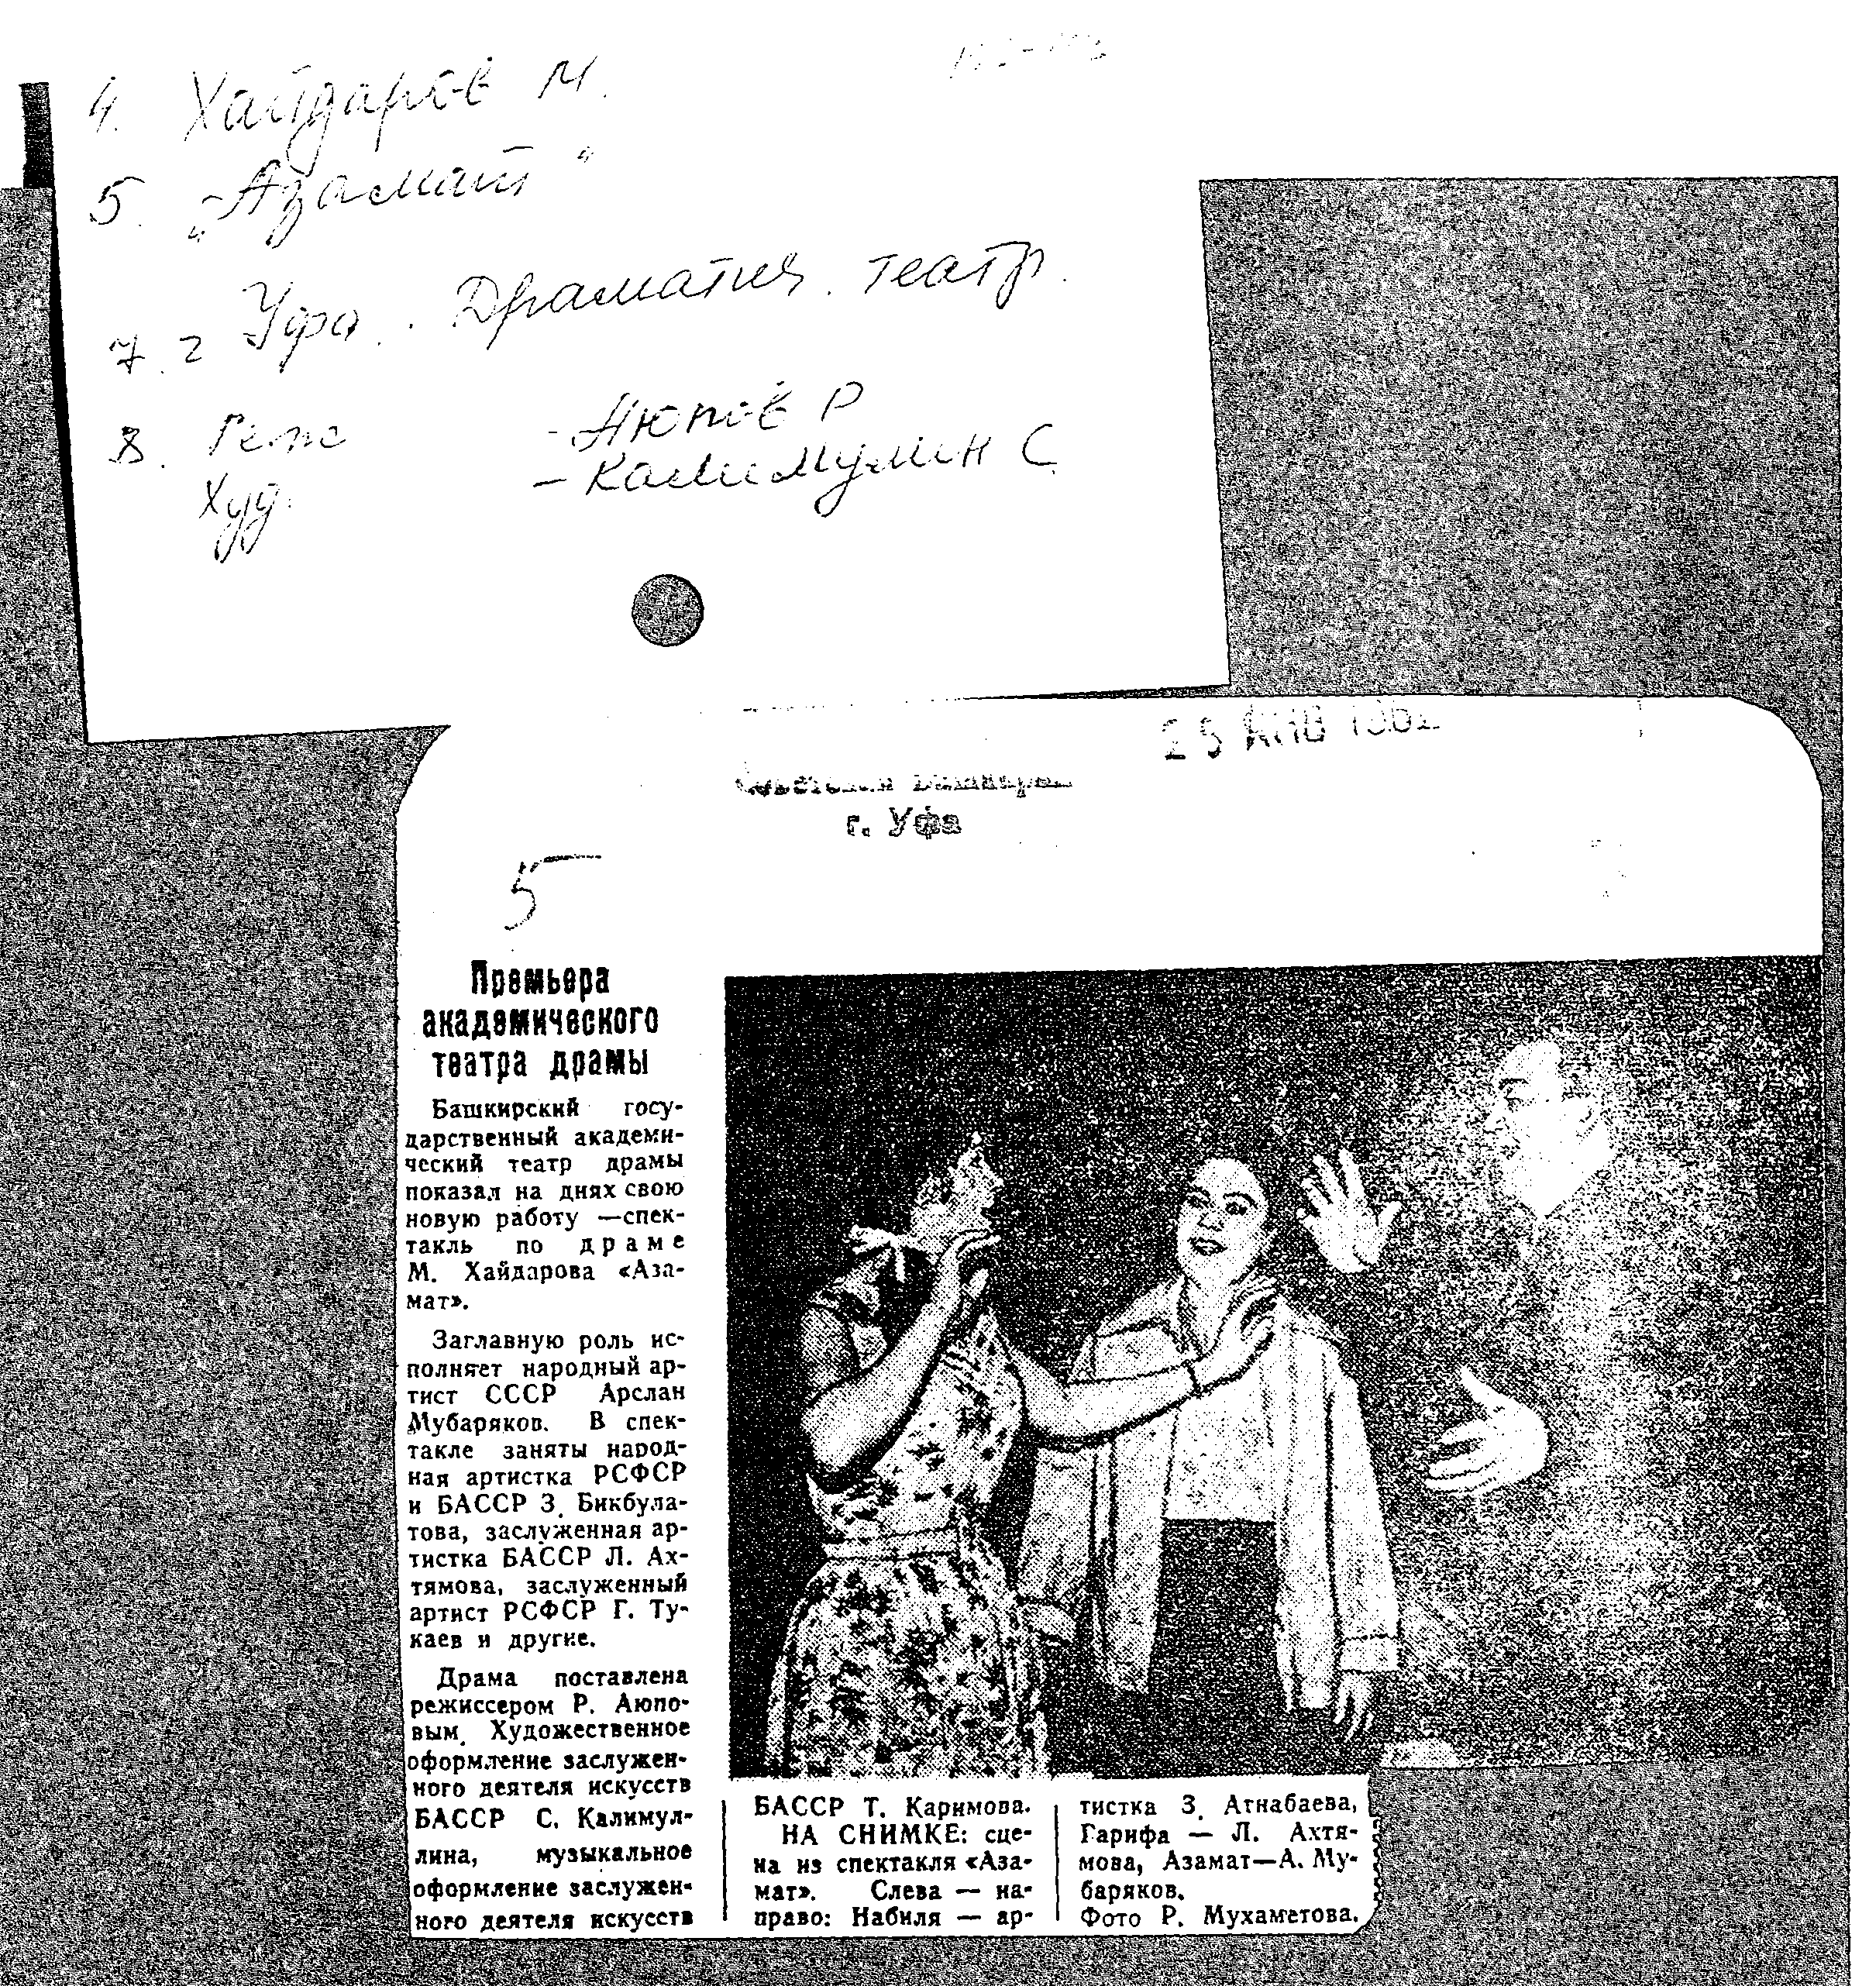 4. Хайдаров М.
5. „Азамат"
7. г Уфа. Драматич. театр.
8. Реж - Аюпов Р
Худ. - Калимулин С.
25 ЯНВ 1962
Советская Башкирия
г. Уфа
5
Премьера
академического
театра драмы
Башкирский госу-
дарственный академи-
ческий театр драмы
показал на днях свою
новую работу —спек-
такль по драме
М. Хайдарова «Аза-
мат».
Заглавную роль ис-
полняет народный ар-
тист СССР Арслан
Мубаряков. В спек-
такле заняты народ-
ная артистка РСФСР
и БАССР З. Бикбула-
това, заслуженная ар-
тистка БАССР Л. Ах-
тямова, заслуженный
артист РСФСР Г. Ту-
каев и другие.
Драма поставлена
режиссером Р. Аюпо-
вым. Художественное
оформление заслужен-
ного деятеля искусств
БАССР С. Калимул-
лина, музыкальное
оформление заслужен-
ного деятеля искусств
БАССР Т. Каримова.
НА СНИМКЕ: сце-
на из спектакля «Аза-
мат». Слева — на-
право: Набиля — ар-
тистка З. Атнабаева,
Гарифа — Л. Ахтя-
мова, Азамат—А. Му-
баряков.
Фото Р. Мухаметова.